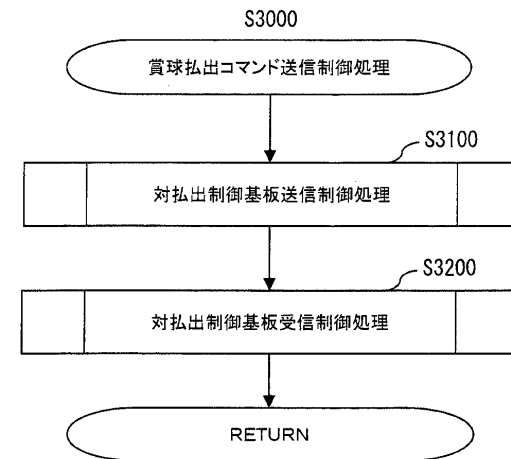 S3000
賞球払出コマンド送信制御処理
S3100
対払出制御基板送信制御処理
S3200
対払出制御基板受信制御処理
RETURN